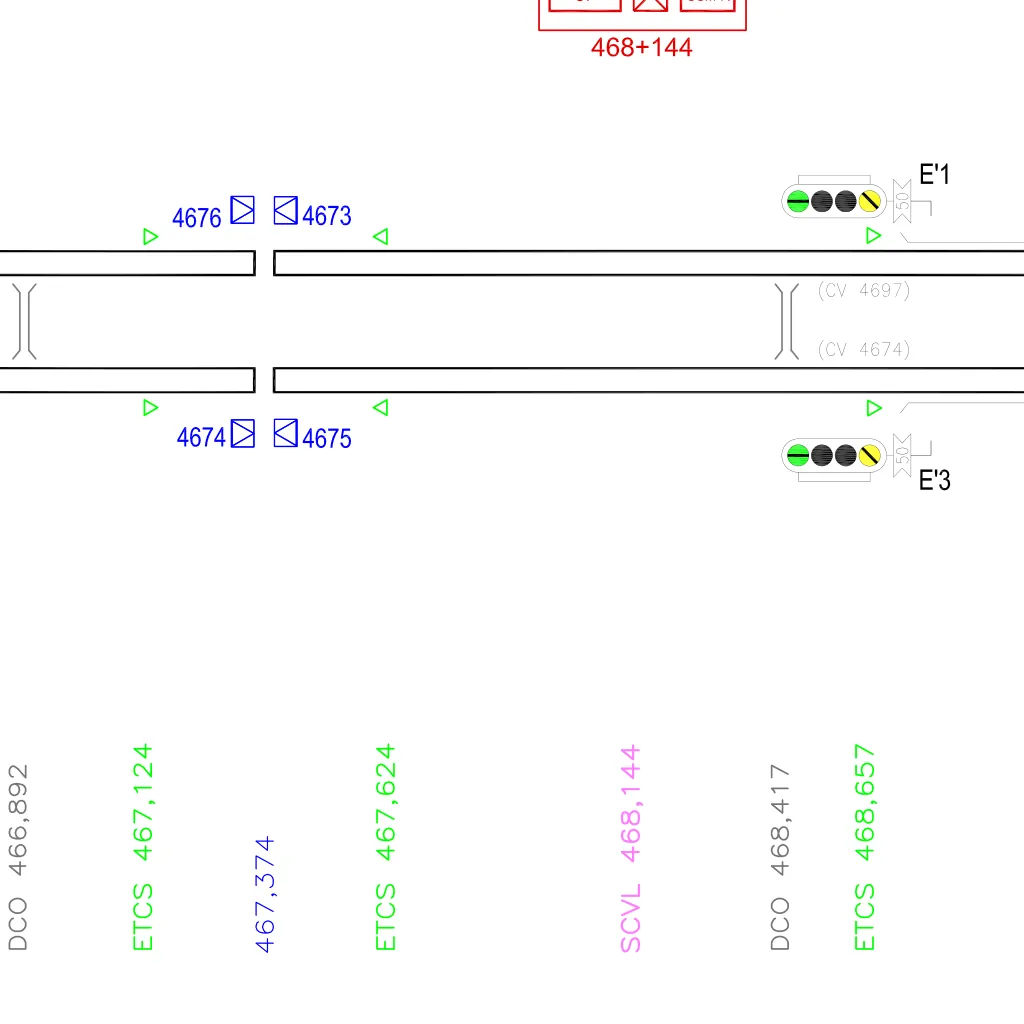 468+144
E'1
50
4676
4673
(CV 4697)
(CV 4674)
4674
4675
50
E'3
DCO 466,892
ETCS 467,124
467,374
ETCS 467,624
SCVL 468,144
DCO 468,417
ETCS 468,657